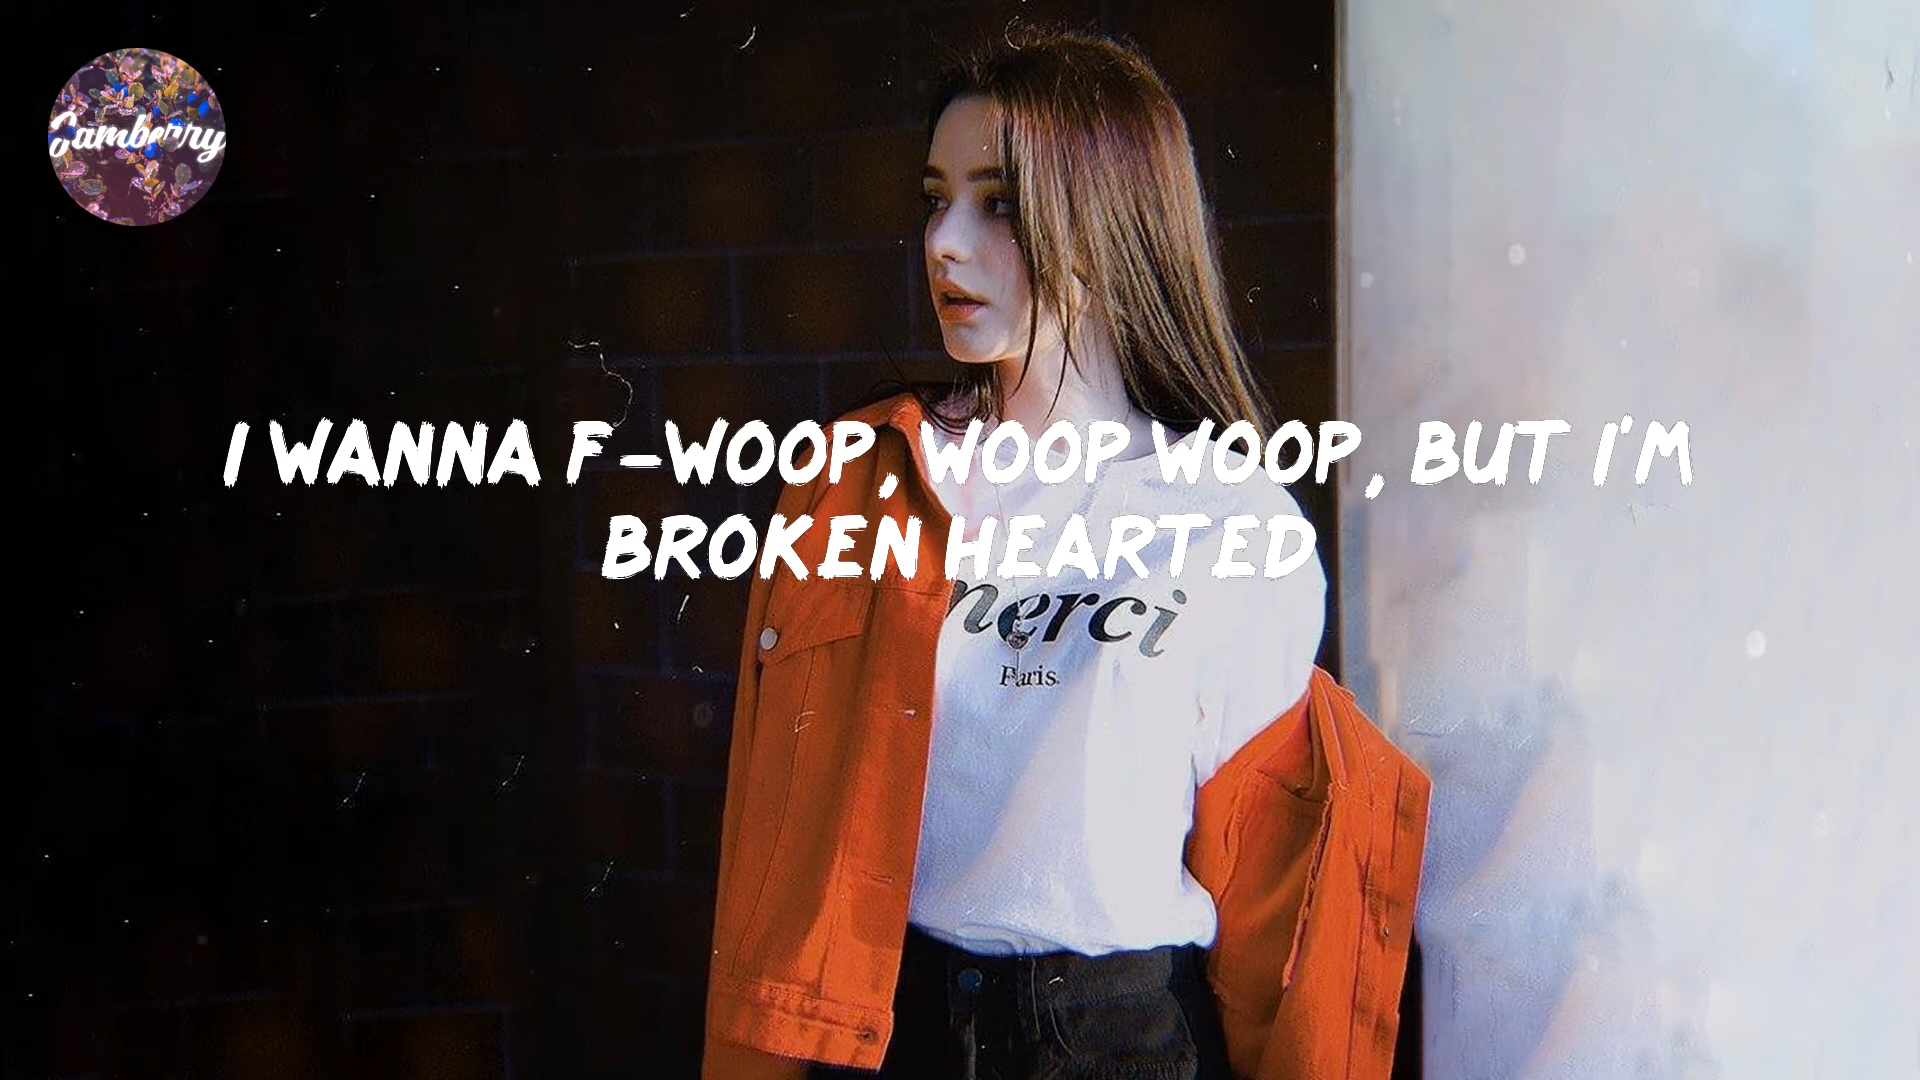 Camberry
I WANNA F-WOOP, WOOP WOOP, BUT I'M
BROKEN HEARTED
merci
Paris.